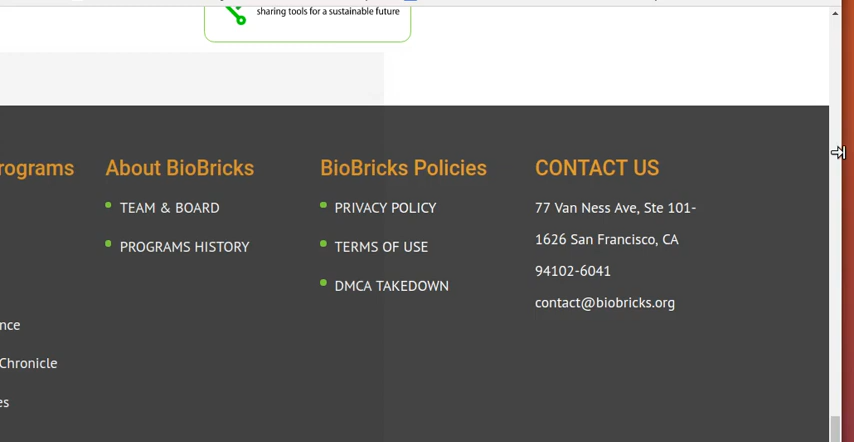 sharing tools for a sustainable future
rograms
nce
Chronicle
es
About BioBricks
TEAM & BOARD
PROGRAMS HISTORY
BioBricks Policies
PRIVACY POLICY
TERMS OF USE
DMCA TAKEDOWN
CONTACT US
77 Van Ness Ave, Ste 101-
1626 San Francisco, CA
94102-6041
contact@biobricks.org